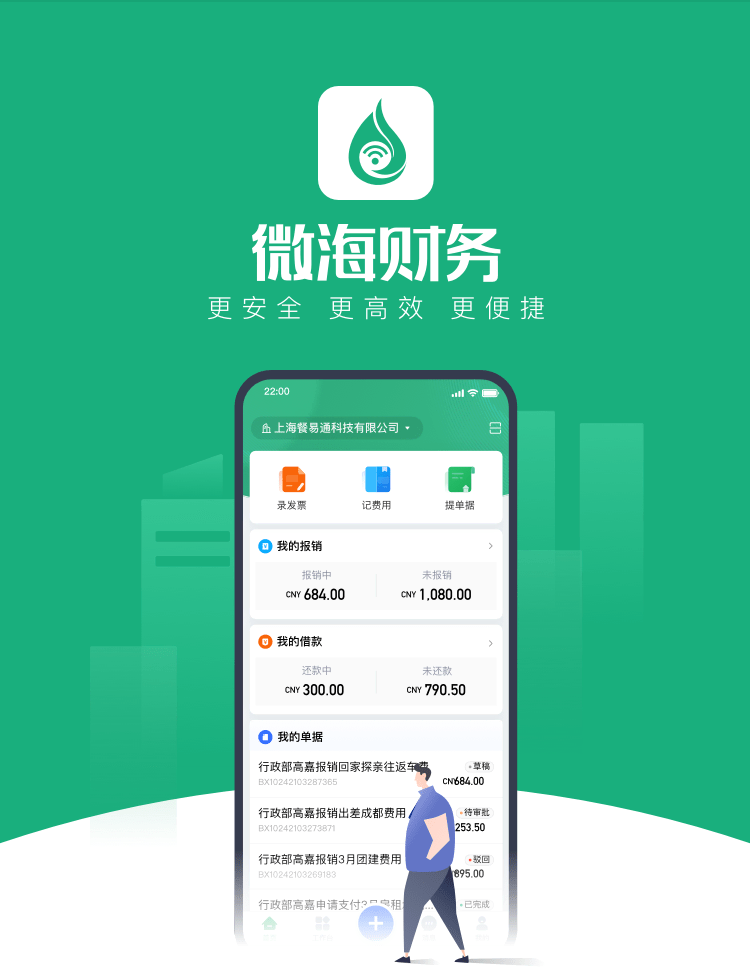 微海财务
更安全 更高效 更便捷
22:00
上海餐易通科技有限公司
录发票 记费用 提单据
我的报销
报销中 未报销
CNY 684.00 CNY 1,080.00
我的借款
还款中 未还款
CNY 300.00 CNY 790.50
我的单据
行政部高嘉报销回家探亲往返车费 草稿
BX10242103287365 CNY 684.00
行政部高嘉报销出差成都费用 待审批
BX10242103273871 253.50
行政部高嘉报销3月团建费用 驳回
BX10242103269183 895.00
行政部高嘉申请支付3月房租 已完成